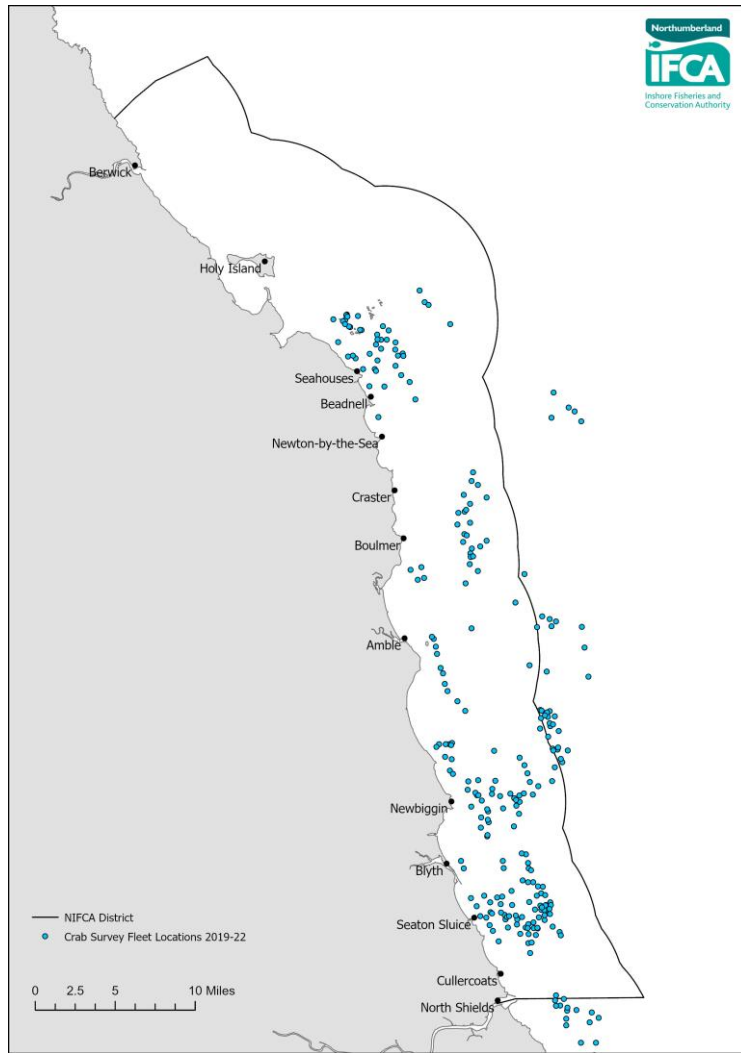 Northumberland
IFCA
Inshore Fisheries and
Conservation Authority
Berwick
Holy Island
Seahouses
Beadnell
Newton-by-the-Sea
Craster
Boulmer
Amble
Newbiggin
Blyth
Seaton Sluice
Cullercoats
North Shields
NIFCA District
Crab Survey Fleet Locations 2019-22
0 2.5 5 10 Miles